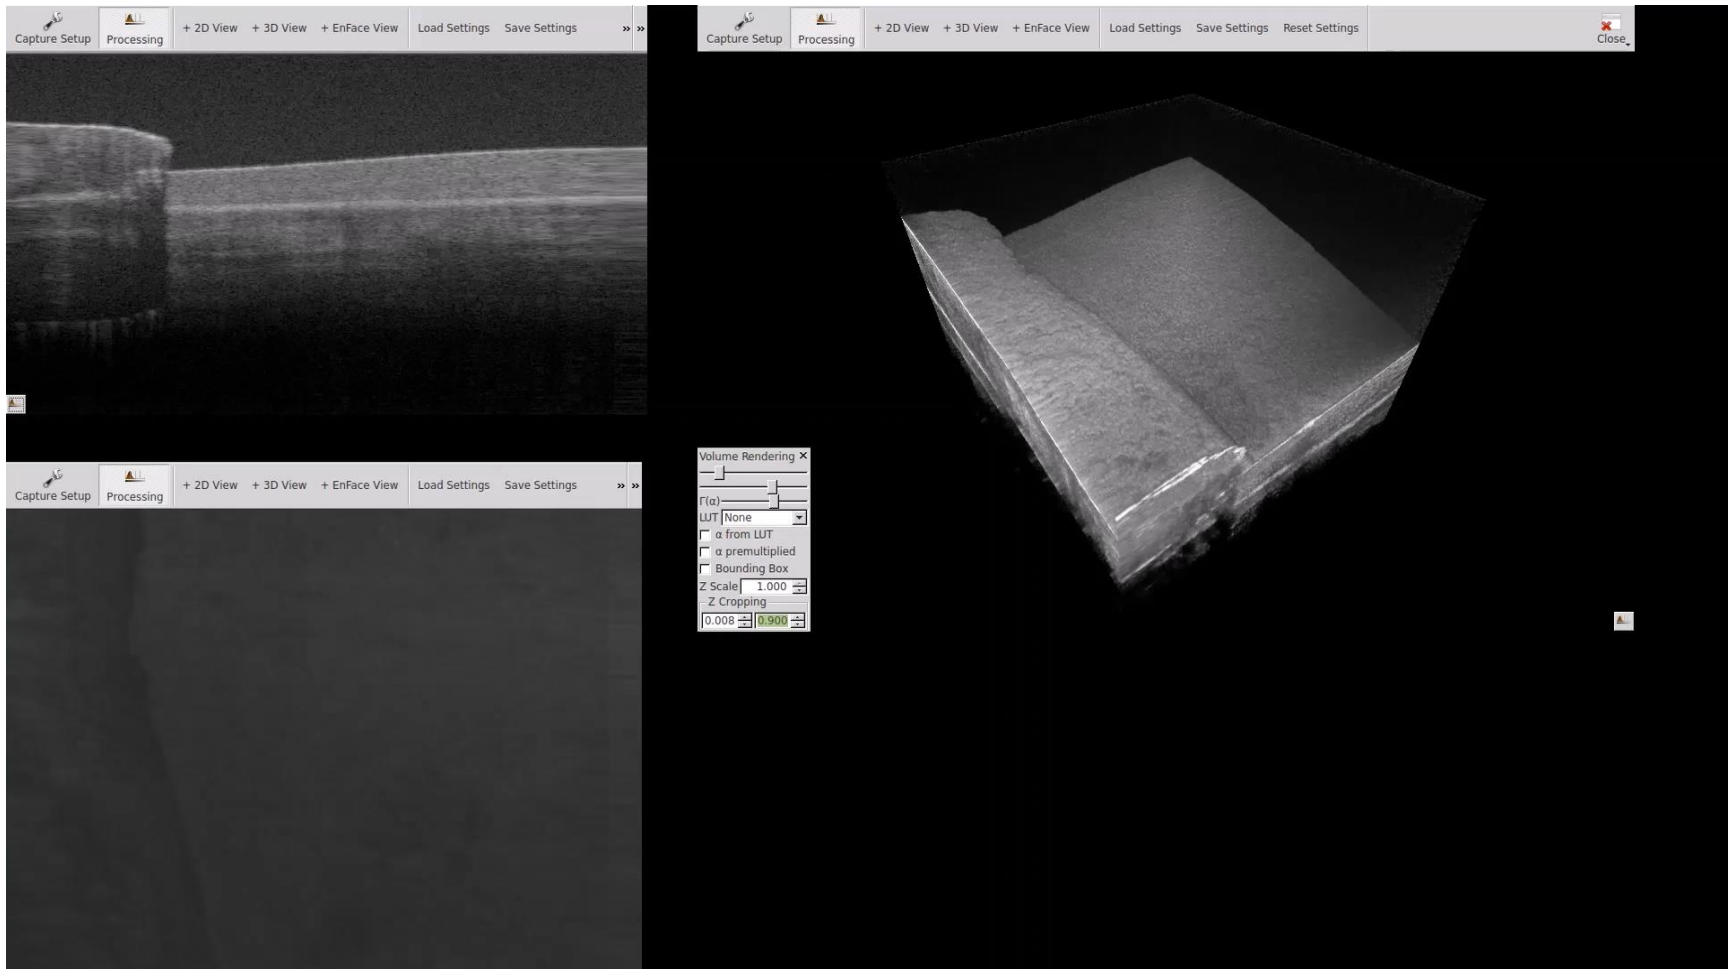 Capture Setup Processing + 2D View + 3D View + EnFace View Load Settings Save Settings » »
Capture Setup Processing + 2D View + 3D View + EnFace View Load Settings Save Settings Reset Settings Close
Volume Rendering ×
Γ(α)
LUT None
α from LUT
α premultiplied
Bounding Box
Z Scale 1.000
Z Cropping
0.008 0.900
Capture Setup Processing + 2D View + 3D View + EnFace View Load Settings Save Settings » »